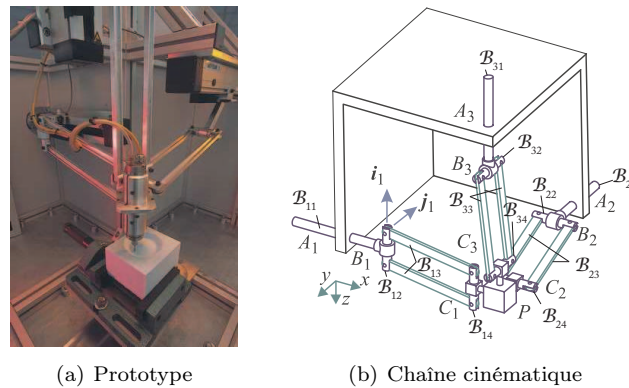 B₃₁
A₃
B₃₂
B₃
B₂₁
B₂₂
A₂
B₁₁
i₁
j₁
B₃₃
B₃₄
B₂
A₁
B₁
C₃
B₂₃
B₁₃
C₂
y x
z
B₁₂
C₁
P
B₂₄
B₁₄
(a) Prototype
(b) Chaîne cinématique